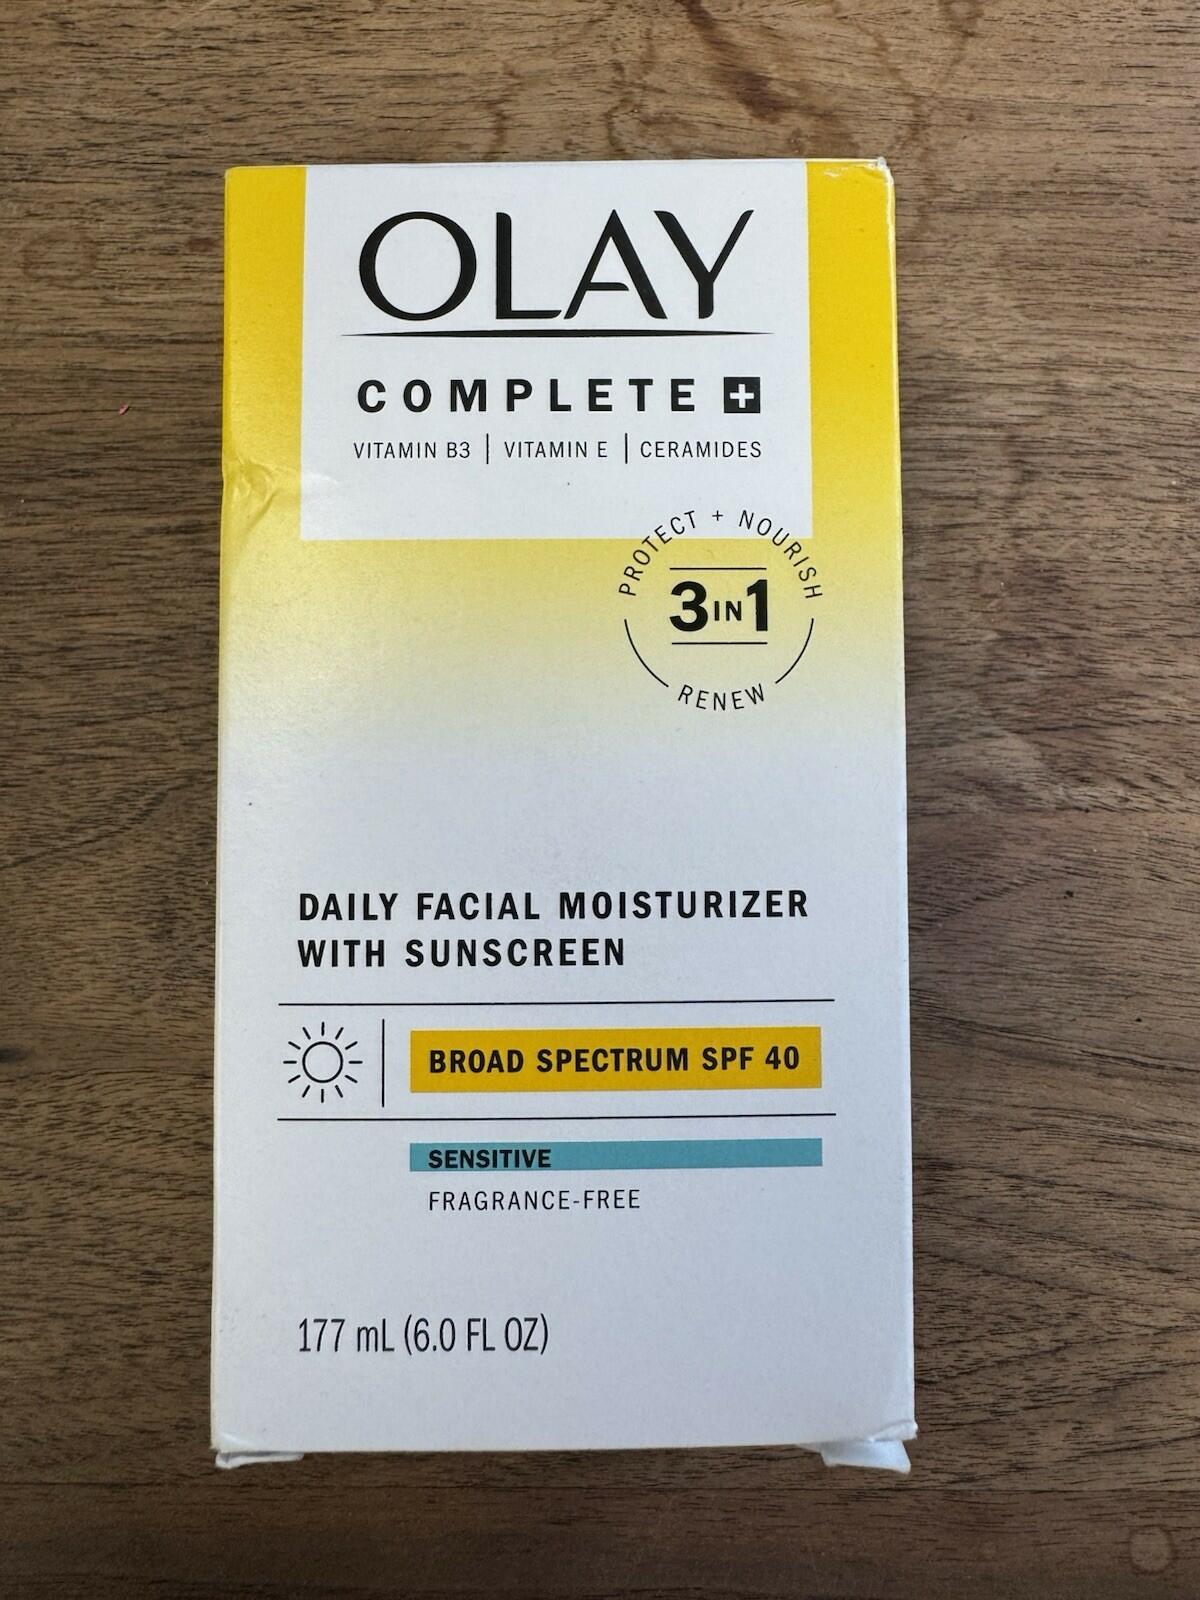 OLAY
COMPLETE +
VITAMIN B3 | VITAMIN E | CERAMIDES
PROTECT + NOURISH
3 IN 1
RENEW
DAILY FACIAL MOISTURIZER
WITH SUNSCREEN
BROAD SPECTRUM SPF 40
SENSITIVE
FRAGRANCE-FREE
177 mL (6.0 FL OZ)